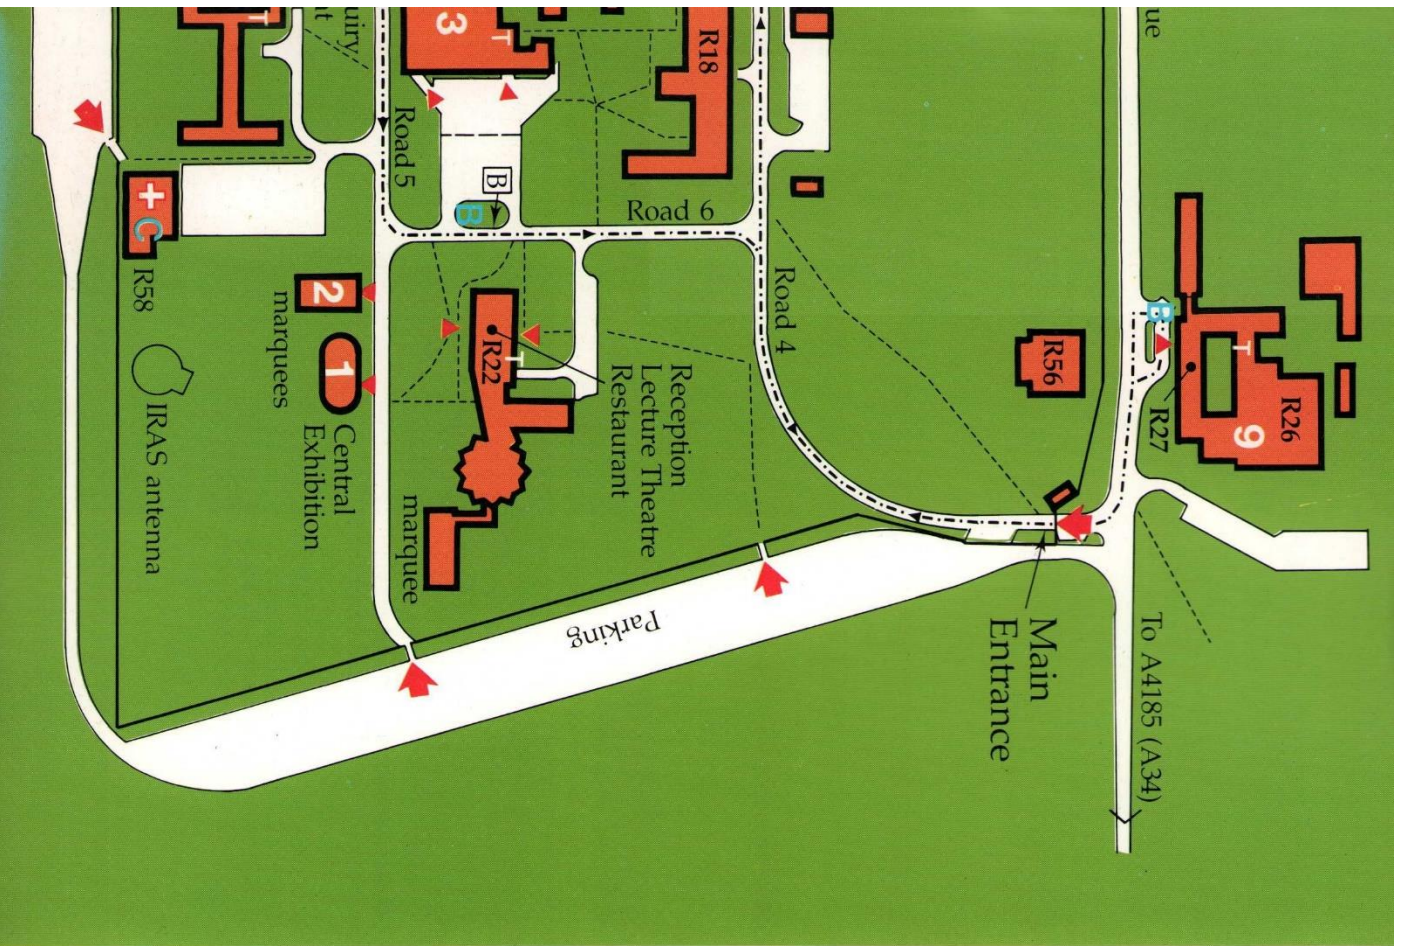 3
T
T
R18
Road 5
B
B
Road 6
Road 4
C
R58
2
1
marquees
IRAS antenna
Central
Exhibition
R22
T
Reception
Lecture Theatre
Restaurant
marquee
R56
B
R27
T
R26
9
Parking
Main
Entrance
To A4185 (A34)